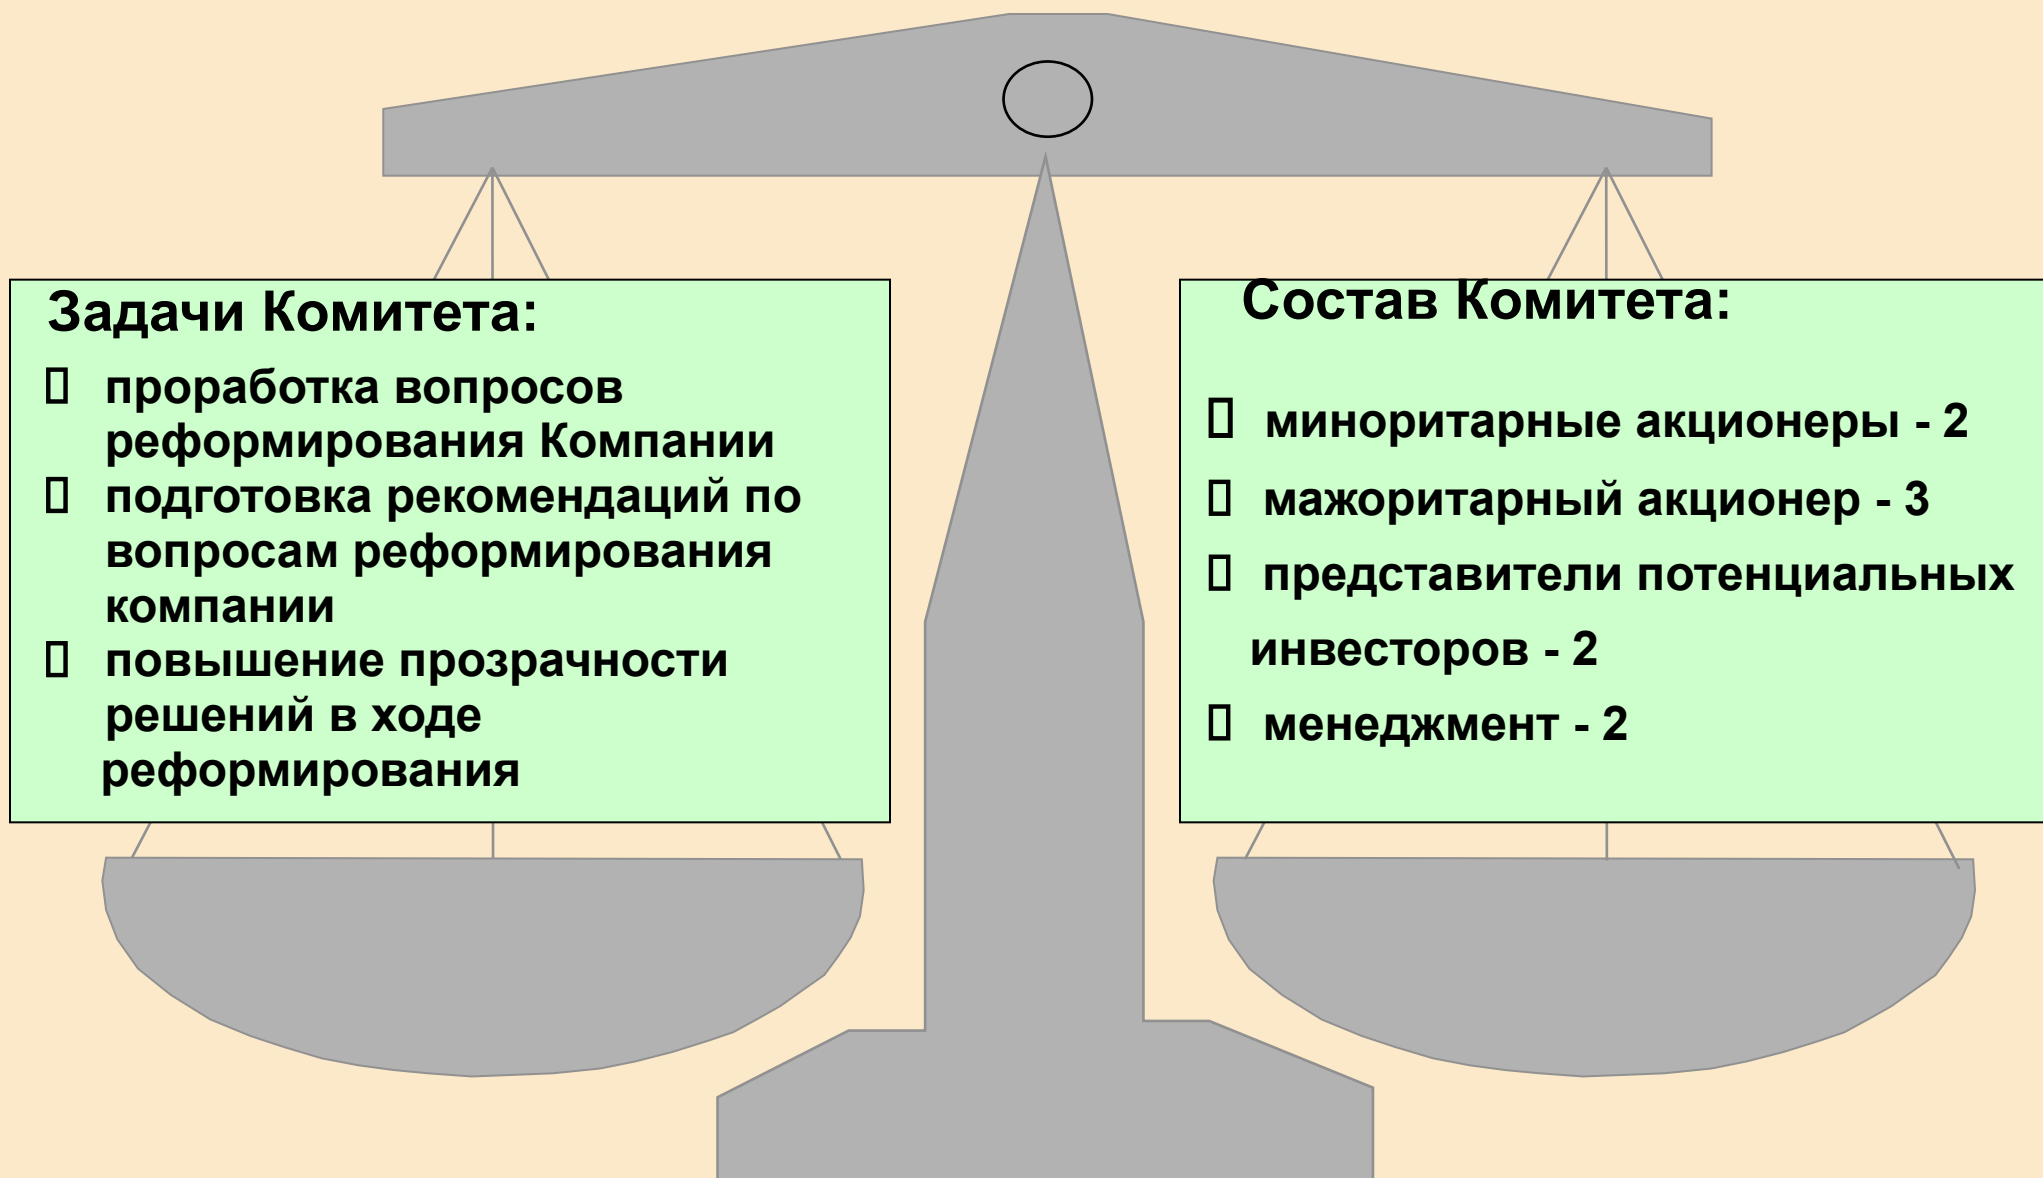 Задачи Комитета:
проработка вопросов
реформирования Компании
подготовка рекомендаций по
вопросам реформирования
компании
повышение прозрачности
решений в ходе
реформирования
Состав Комитета:
миноритарные акционеры - 2
мажоритарный акционер - 3
представители потенциальных
инвесторов - 2
менеджмент - 2